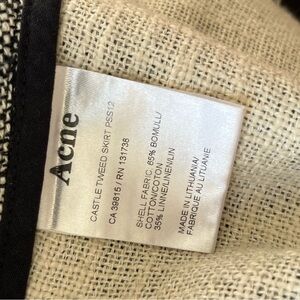 Acne
CASTLE TWEED SKIRT PSS12
CA 39815 / RN 131738
SHELL FABRIC: 65% BOMULL/
COTTON/COTON
35% LINNE/LINEN/LIN
MADE IN LITHUANIA/
FABRIQUE AU LITUANIE